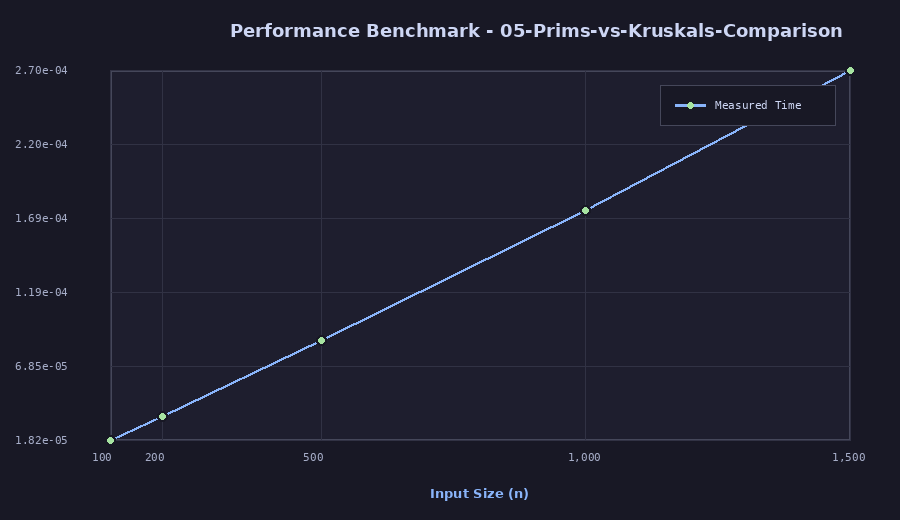 Performance Benchmark - 05-Prims-vs-Kruskals-Comparison
2.70e-04
Measured Time
2.20e-04
1.69e-04
1.19e-04
6.85e-05
1.82e-05
100 200 500 1,000 1,500
Input Size (n)